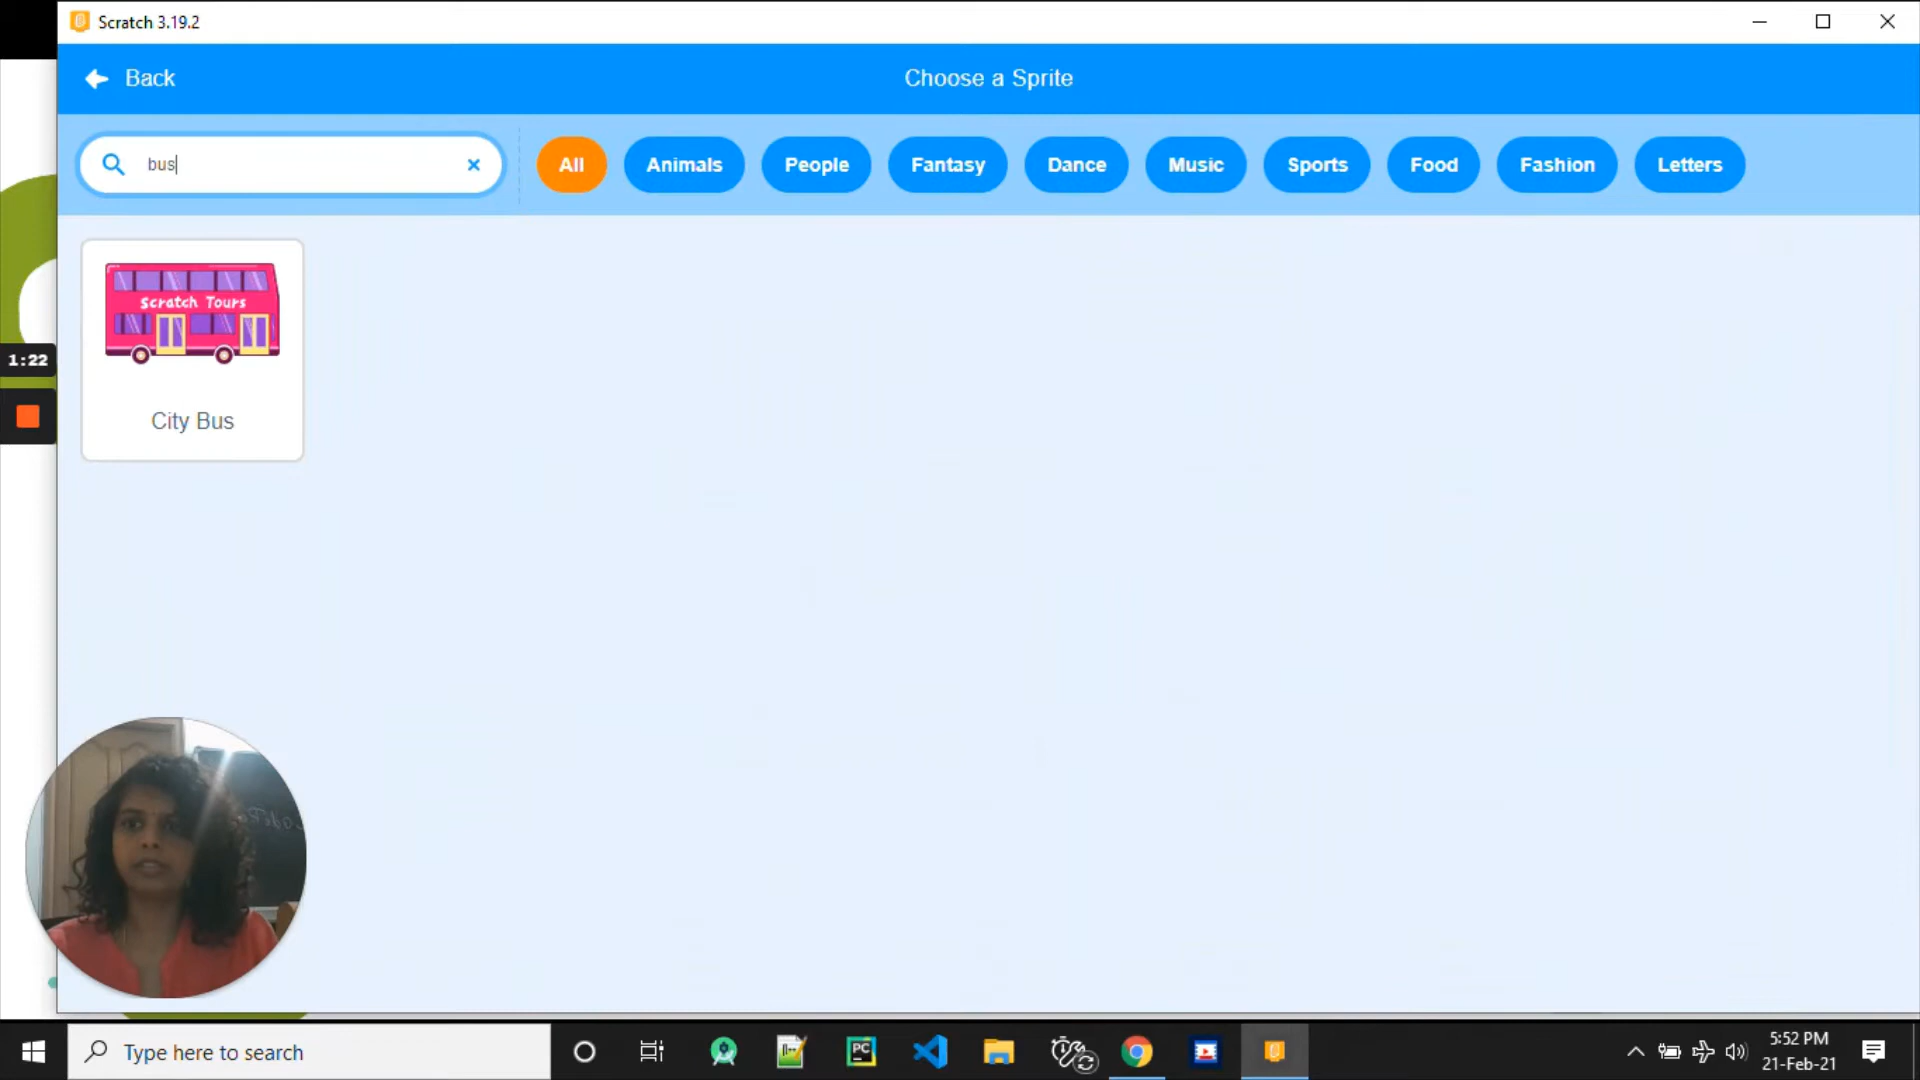 Scratch 3.19.2
Back
Choose a Sprite
bus
All
Animals
People
Fantasy
Dance
Music
Sports
Food
Fashion
Letters
Scratch Tours
City Bus
1:22
Type here to search
PC
5:52 PM
21-Feb-21